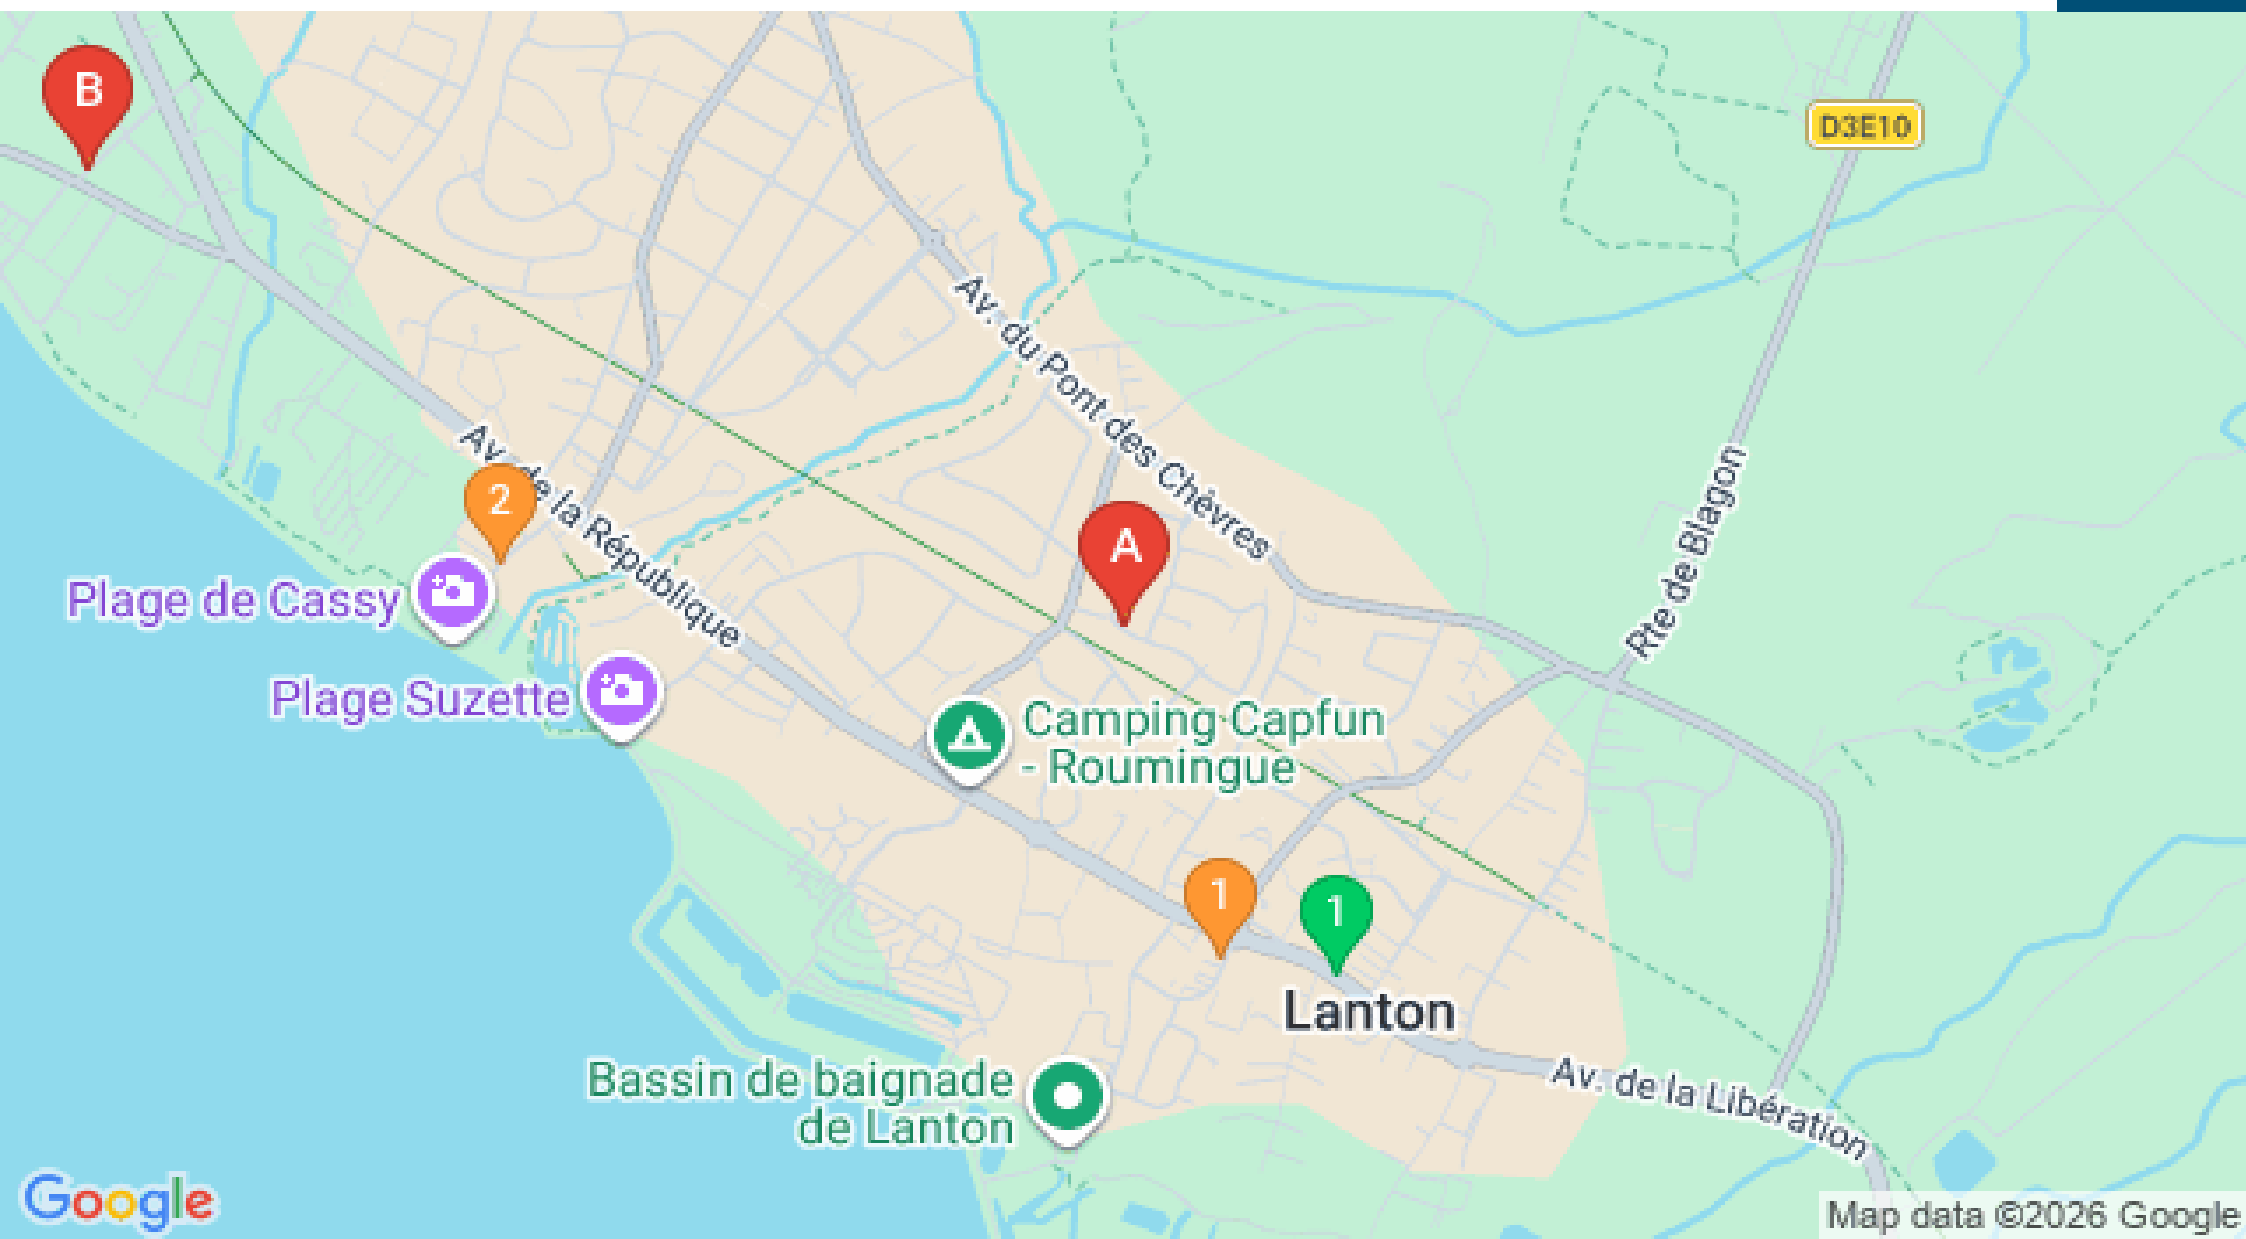 B
D3E10
Av. du Pont des Chèvres
Av. de la République
2
A
Rte de Blagon
Plage de Cassy
Plage Suzette
Camping Capfun
- Roumingue
1
1
Lanton
Bassin de baignade
de Lanton
Av. de la Libération
Google
Map data ©2026 Google